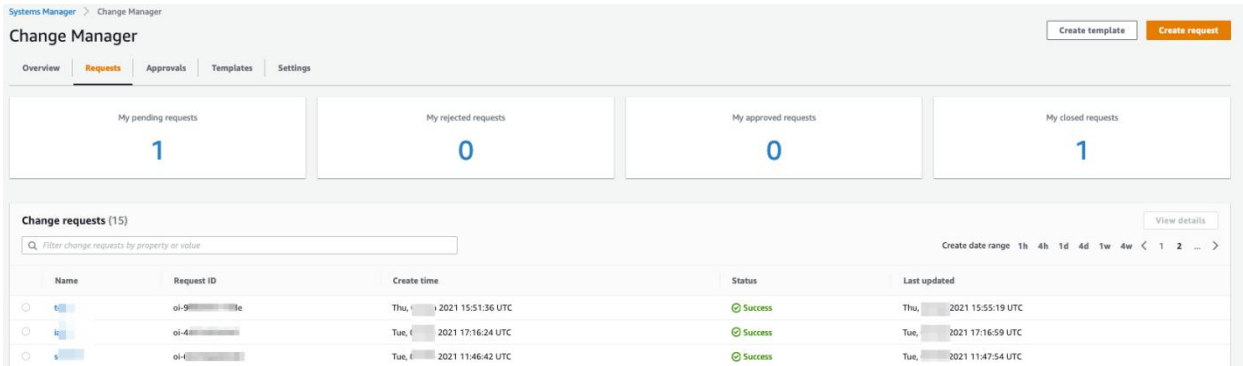 Systems Manager > Change Manager
Change Manager
Create template
Create request
Overview Requests Approvals Templates Settings
My pending requests My rejected requests My approved requests My closed requests
1 0 0 1
Change requests (15)
View details
Filter change requests by property or value
Create date range 1h 4h 1d 4d 1w 4w < 1 2 ... >
Name Request ID Create time Status Last updated
Thu, 2021 15:51:36 UTC Success Thu, 2021 15:55:19 UTC
Tue, 2021 17:16:24 UTC Success Tue, 2021 17:16:59 UTC
Tue, 2021 11:46:42 UTC Success Tue, 2021 11:47:54 UTC